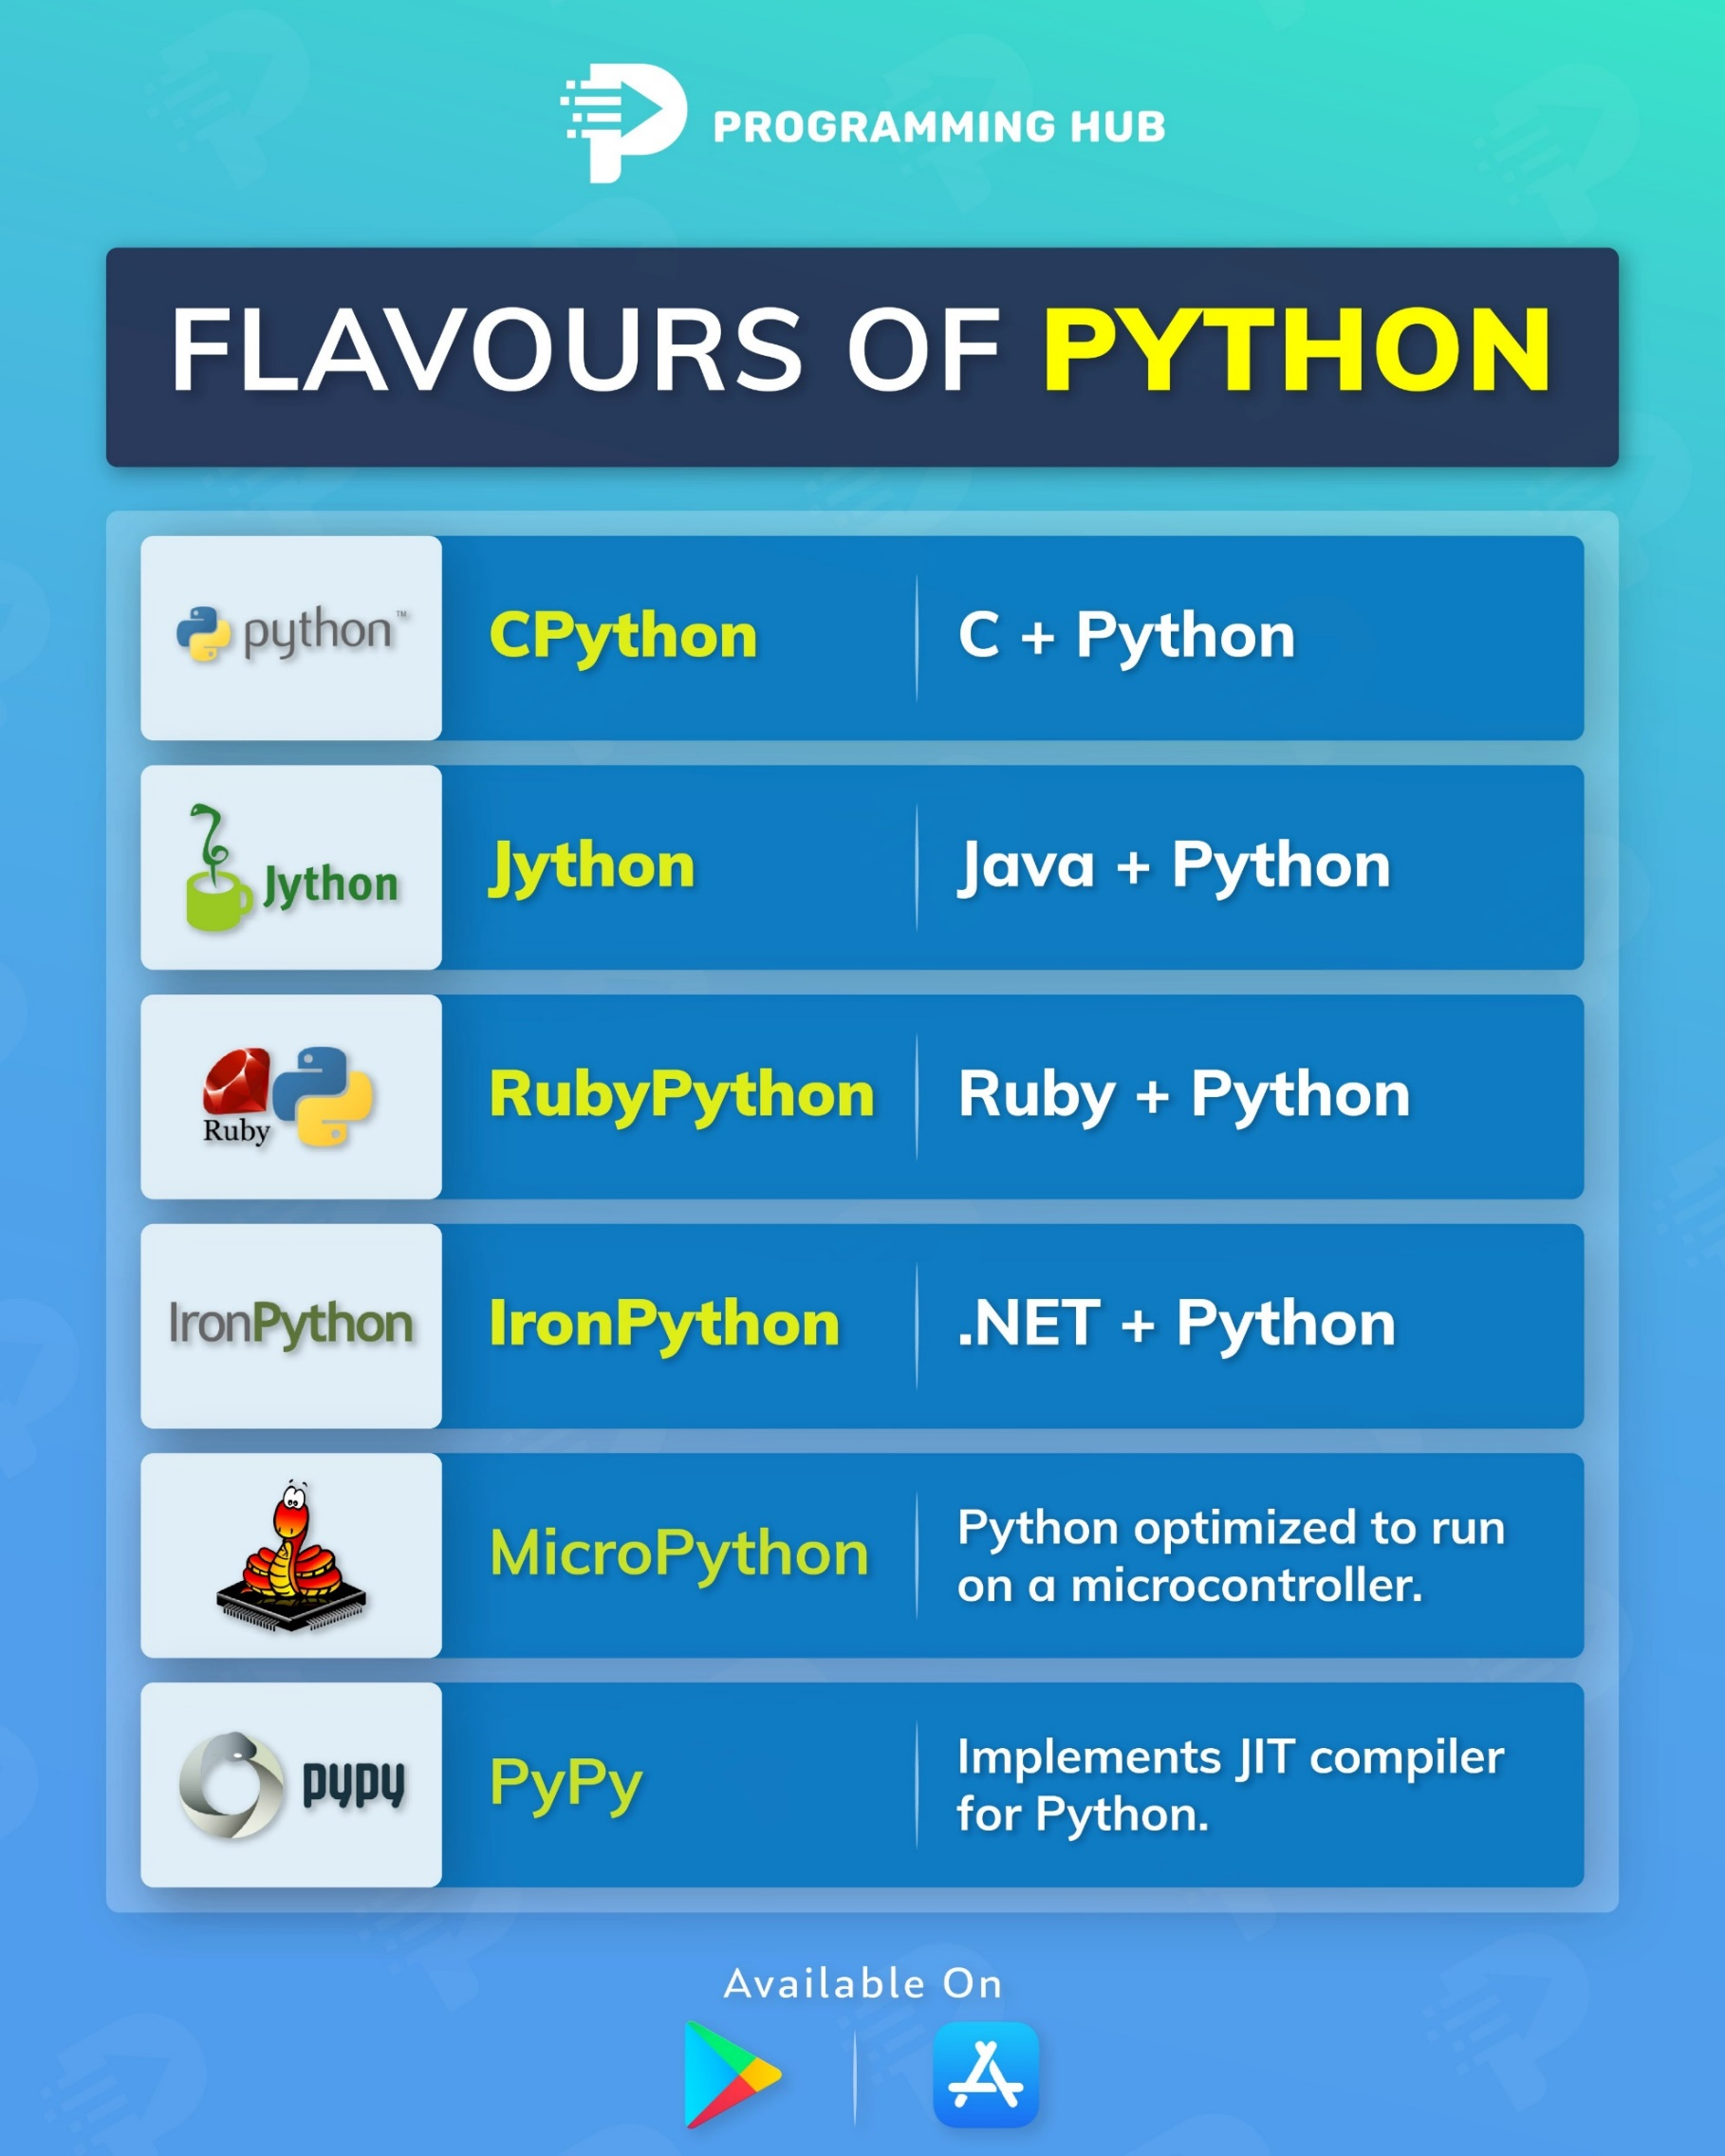 PROGRAMMING HUB
FLAVOURS OF PYTHON
python™
CPython
C + Python
Jython
Jython
Java + Python
Ruby
RubyPython
Ruby + Python
IronPython
IronPython
.NET + Python
MicroPython
Python optimized to run
on a microcontroller.
pypy
PyPy
Implements JIT compiler
for Python.
Available On